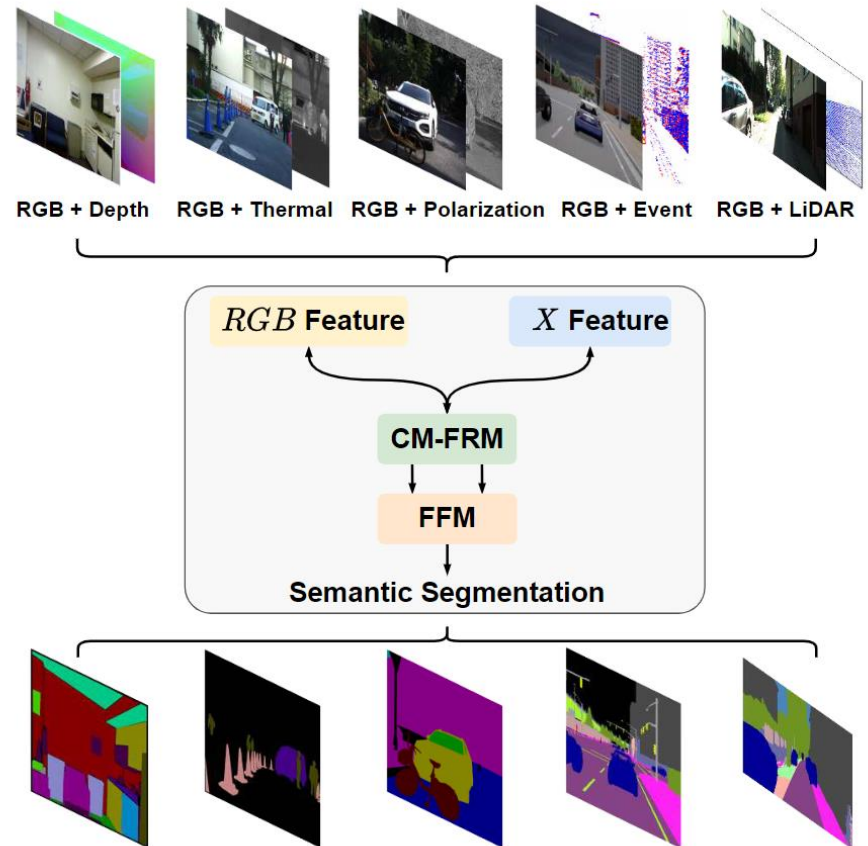 RGB + Depth
RGB + Thermal
RGB + Polarization
RGB + Event
RGB + LiDAR
RGB Feature
X Feature
CM-FRM
FFM
Semantic Segmentation